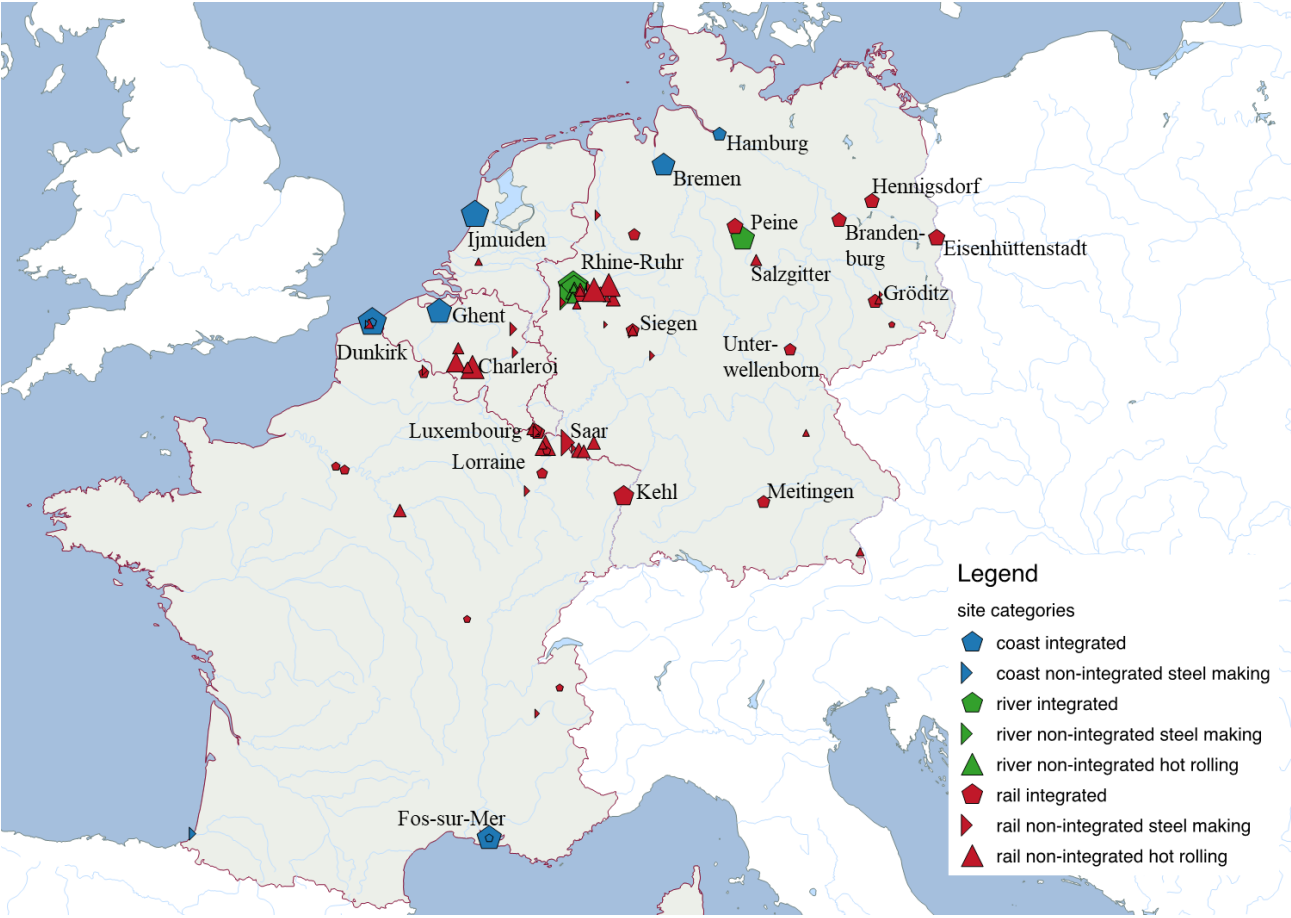 Hamburg
Bremen
Hennigsdorf
Ijmuiden
Peine
Branden-
burg
Eisenhüttenstadt
Rhine-Ruhr
Salzgitter
Gröditz
Ghent
Siegen
Dunkirk
Unter-
wellenborn
Charleroi
Luxembourg
Saar
Lorraine
Kehl
Meitingen
Fos-sur-Mer
Legend
site categories
coast integrated
coast non-integrated steel making
river integrated
river non-integrated steel making
river non-integrated hot rolling
rail integrated
rail non-integrated steel making
rail non-integrated hot rolling